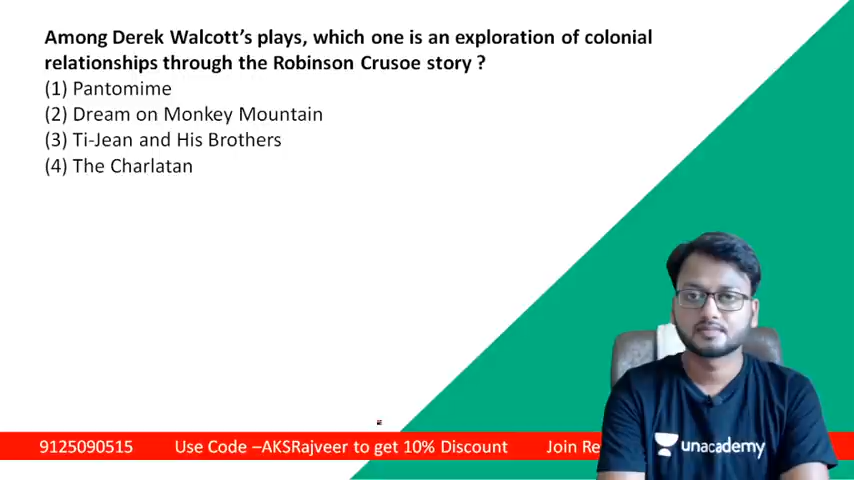 Among Derek Walcott’s plays, which one is an exploration of colonial
relationships through the Robinson Crusoe story ?
(1) Pantomime
(2) Dream on Monkey Mountain
(3) Ti-Jean and His Brothers
(4) The Charlatan
unacademy
9125090515 Use Code –AKSRajveer to get 10% Discount Join Re